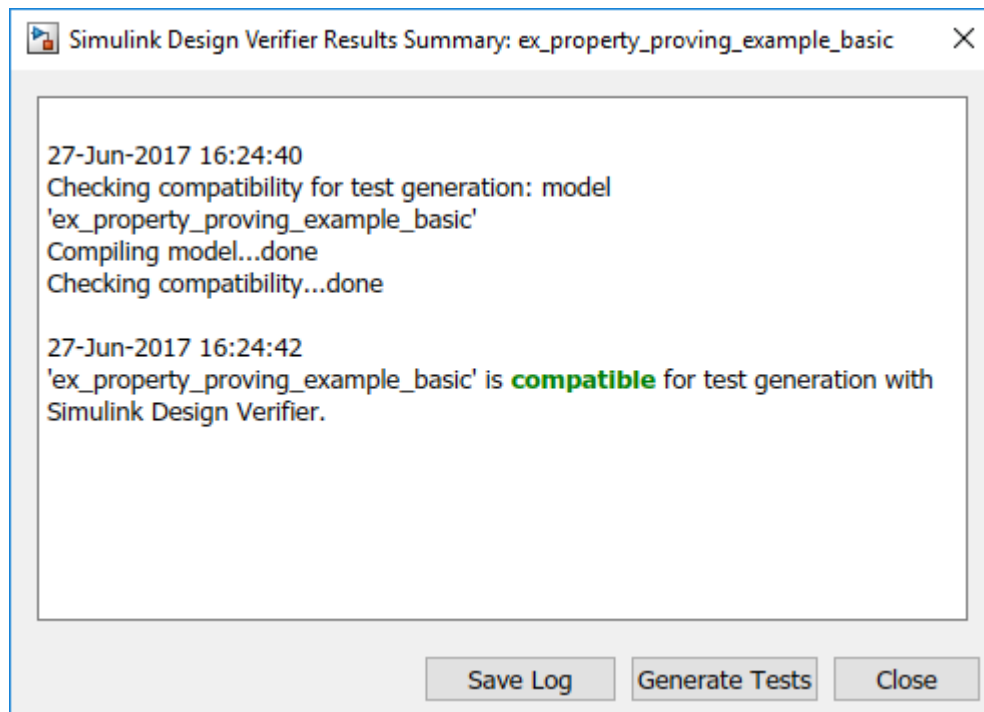 Simulink Design Verifier Results Summary: ex_property_proving_example_basic
27-Jun-2017 16:24:40
Checking compatibility for test generation: model
'ex_property_proving_example_basic'
Compiling model...done
Checking compatibility...done
27-Jun-2017 16:24:42
'ex_property_proving_example_basic' is compatible for test generation with
Simulink Design Verifier.
Save Log Generate Tests Close